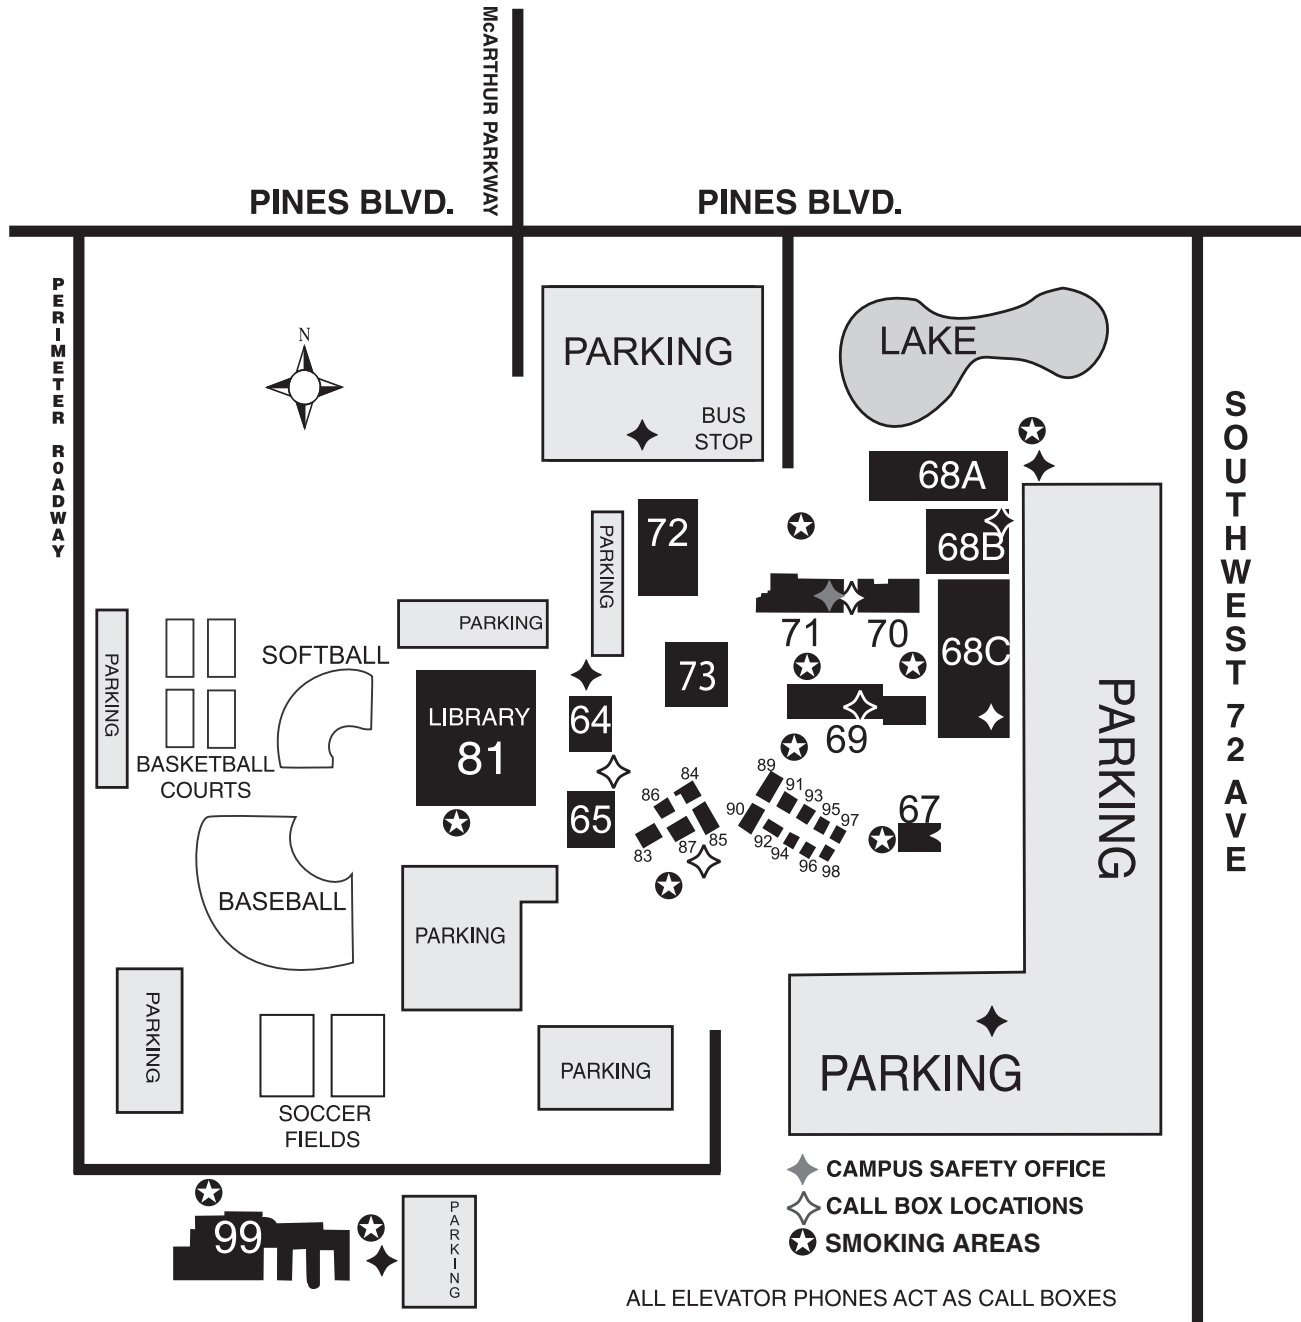 McARTHUR PARKWAY
PINES BLVD.
PINES BLVD.
PERIMETER ROADWAY
N
PARKING
BUS
STOP
LAKE
SOUTHWEST 72 AVE
68A
72
68B
PARKING
PARKING
71
70
68C
PARKING
SOFTBALL
73
PARKING
LIBRARY
81
64
69
BASKETBALL
COURTS
65
84
86
83
87
85
89
91
93
95
97
90
92
94
96
98
67
BASEBALL
PARKING
PARKING
PARKING
PARKING
SOCCER
FIELDS
99
PARKING
CAMPUS SAFETY OFFICE
CALL BOX LOCATIONS
SMOKING AREAS
ALL ELEVATOR PHONES ACT AS CALL BOXES